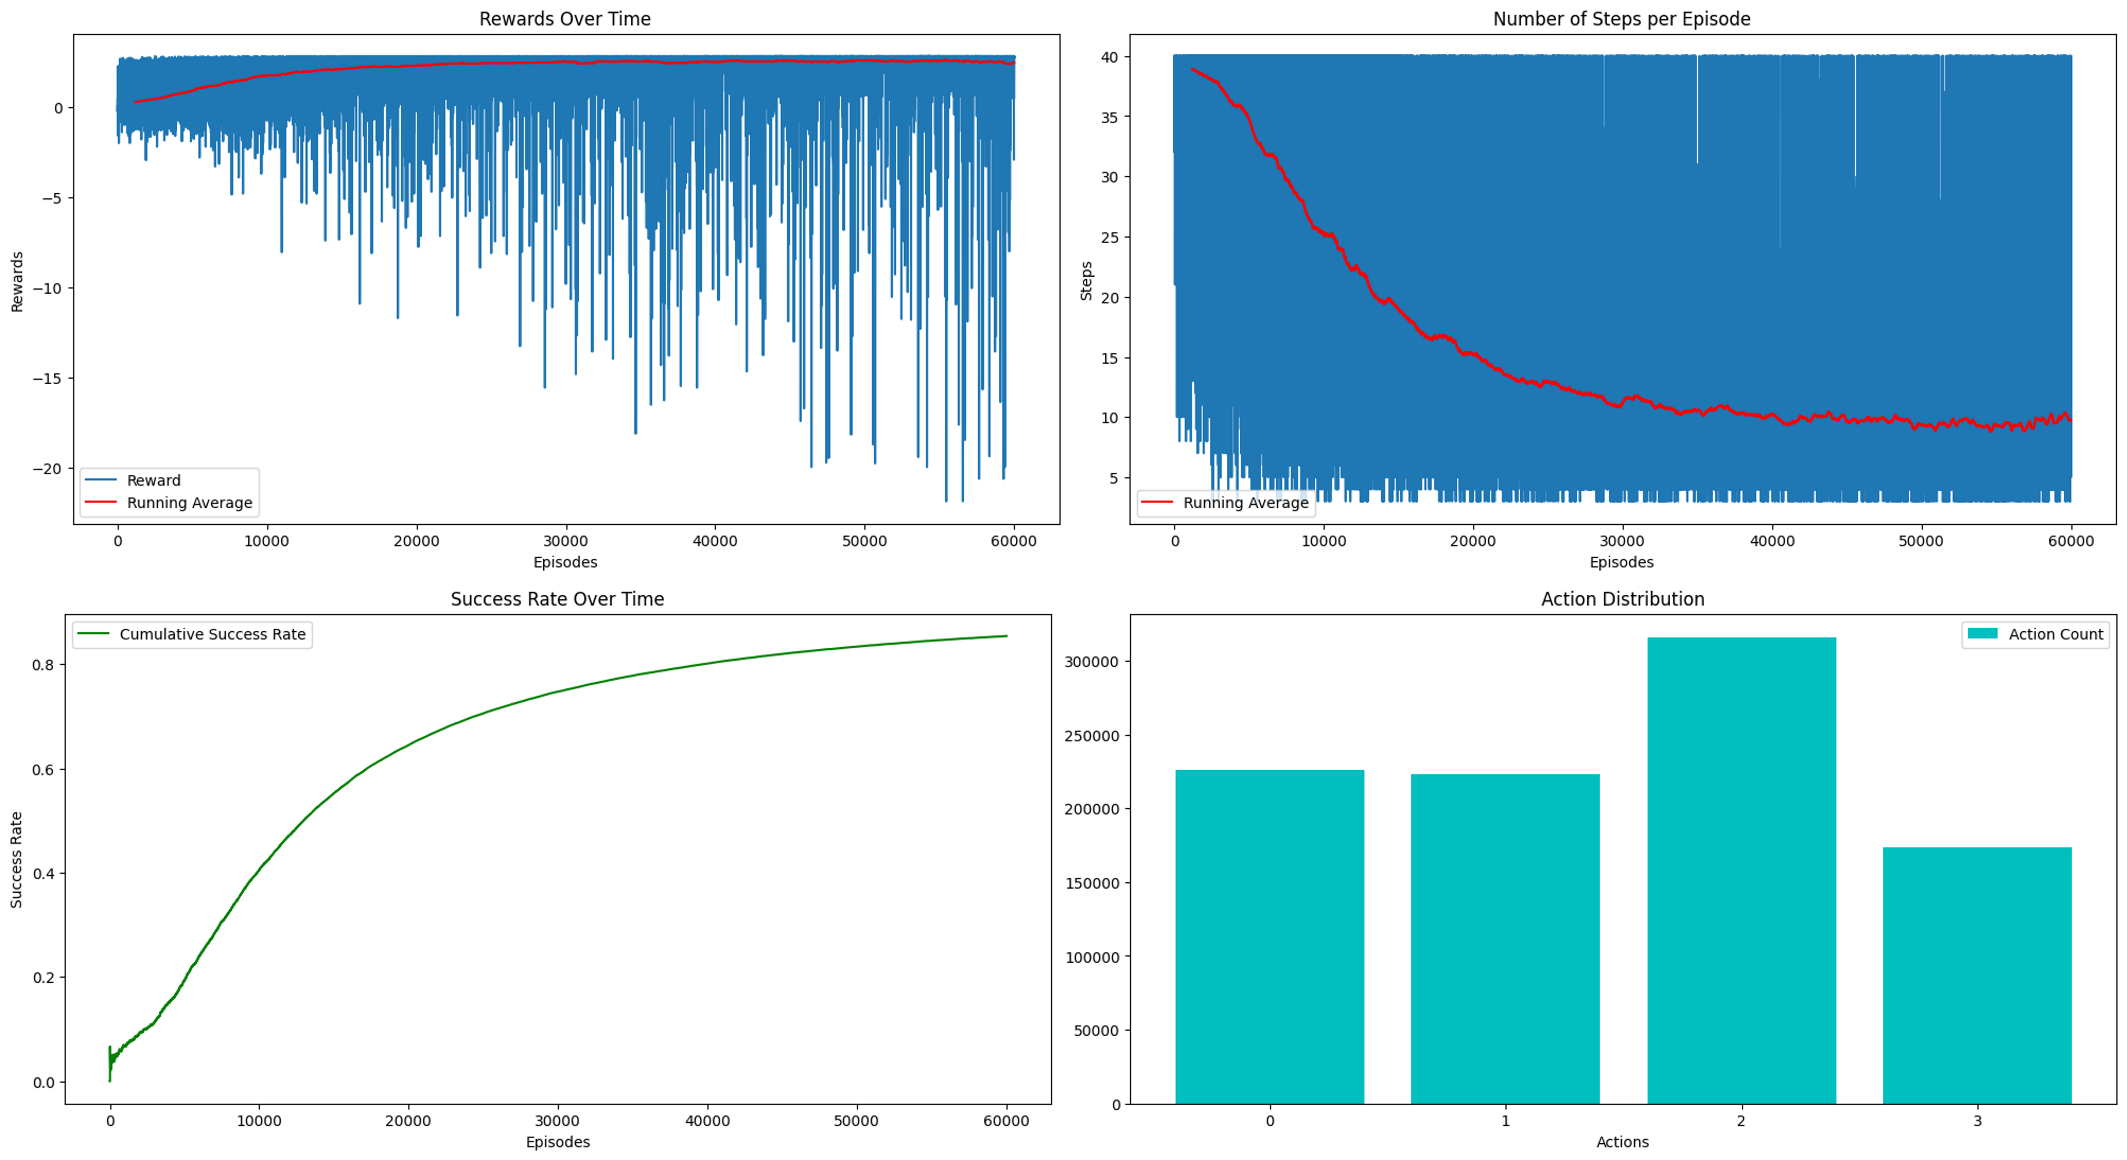 Rewards Over Time
Rewards
0
−5
−10
−15
−20
Reward
Running Average
0 10000 20000 30000 40000 50000 60000
Episodes
Number of Steps per Episode
Steps
40
35
30
25
20
15
10
5
Running Average
0 10000 20000 30000 40000 50000 60000
Episodes
Success Rate Over Time
Cumulative Success Rate
Success Rate
0.8
0.6
0.4
0.2
0.0
0 10000 20000 30000 40000 50000 60000
Episodes
Action Distribution
Action Count
300000
250000
200000
150000
100000
50000
0
0 1 2 3
Actions